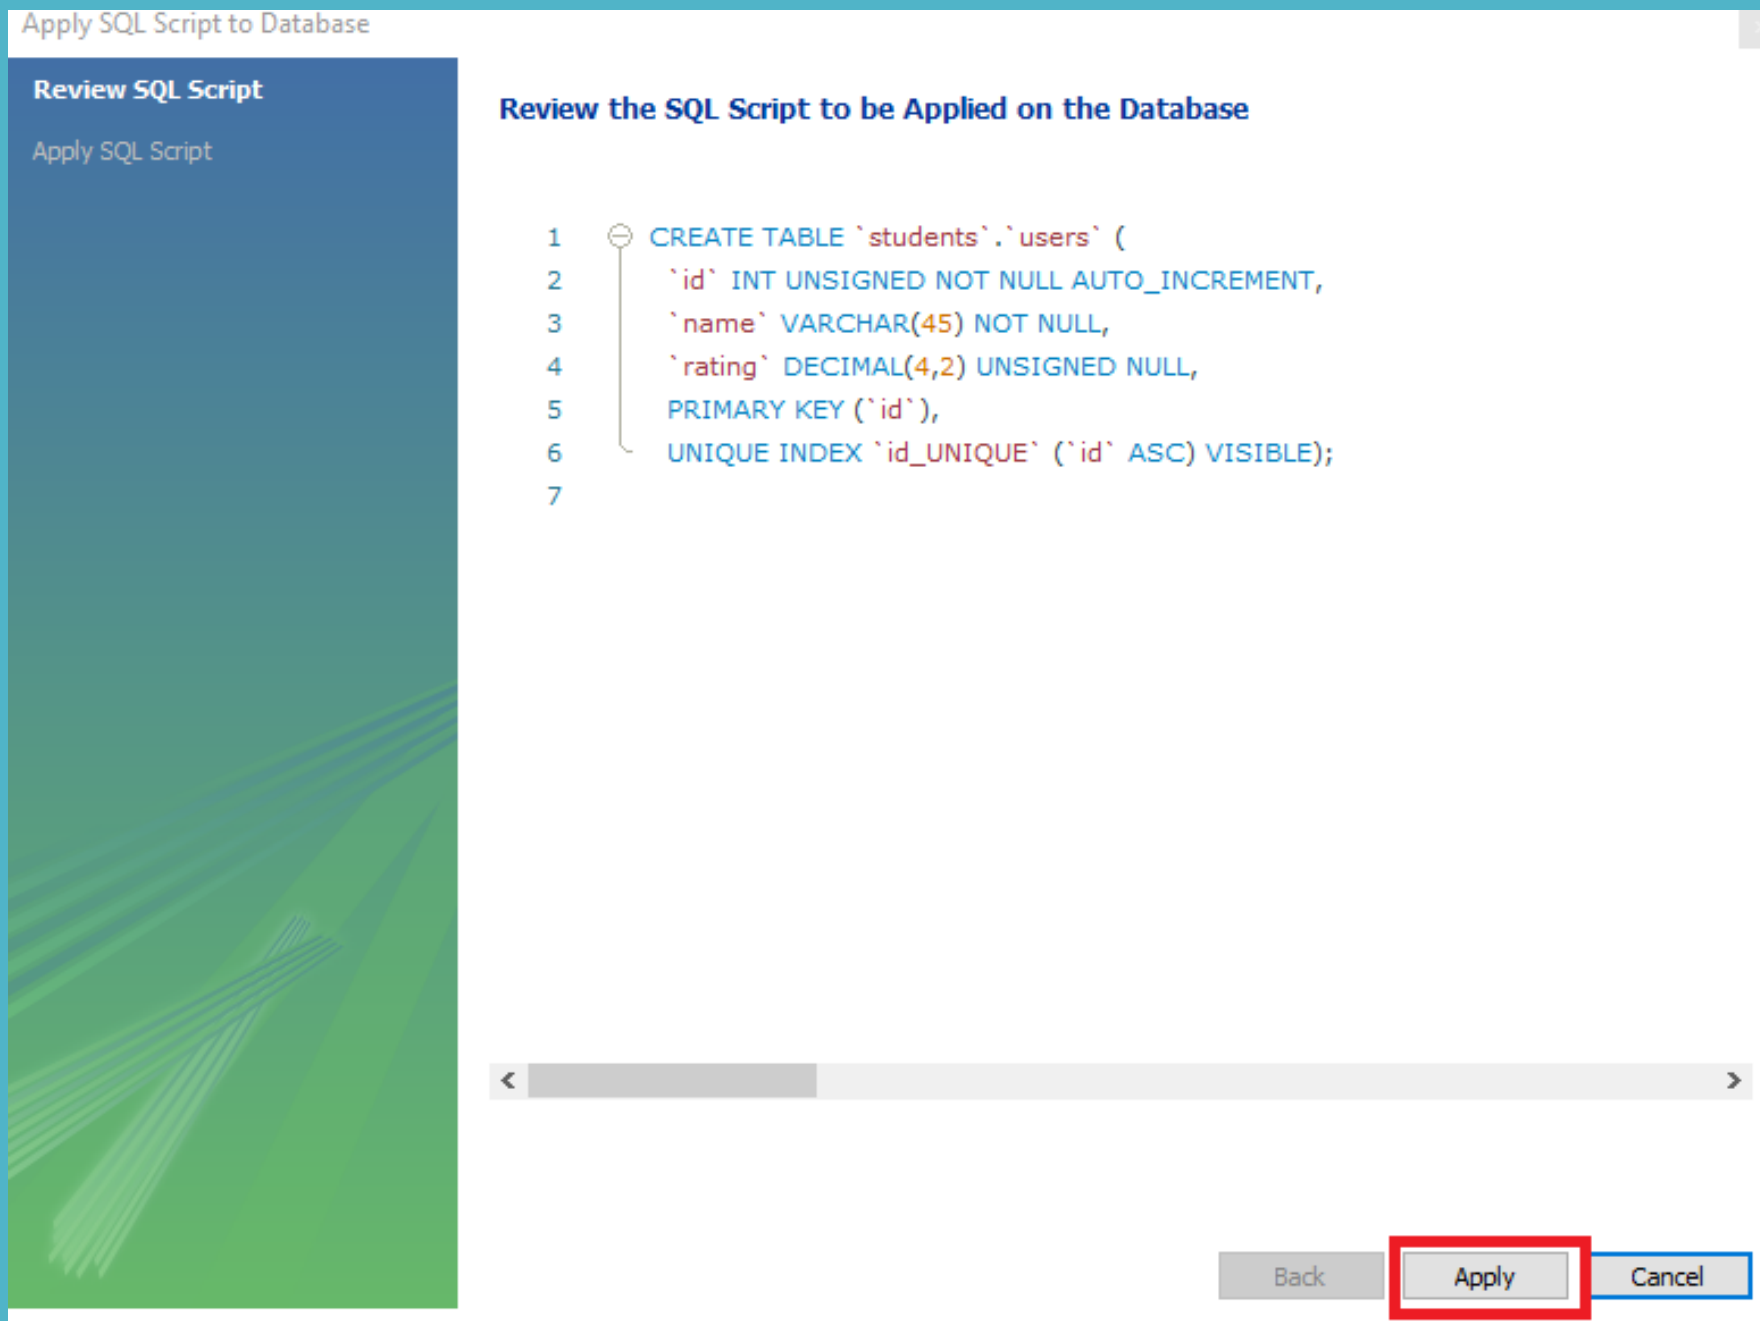 Apply SQL Script to Database
Review SQL Script
Apply SQL Script
Review the SQL Script to be Applied on the Database
1 CREATE TABLE `students`.`users` (
2 `id` INT UNSIGNED NOT NULL AUTO_INCREMENT,
3 `name` VARCHAR(45) NOT NULL,
4 `rating` DECIMAL(4,2) UNSIGNED NULL,
5 PRIMARY KEY (`id`),
6 UNIQUE INDEX `id_UNIQUE` (`id` ASC) VISIBLE);
7
Back Apply Cancel